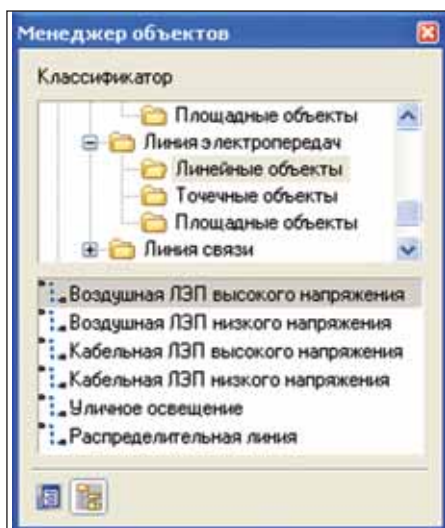 Менеджер объектов
Классификатор
Площадные объекты
Линия электропередач
Линейные объекты
Точечные объекты
Площадные объекты
Линия связи
Воздушная ЛЭП высокого напряжения
Воздушная ЛЭП низкого напряжения
Кабельная ЛЭП высокого напряжения
Кабельная ЛЭП низкого напряжения
Уличное освещение
Распределительная линия